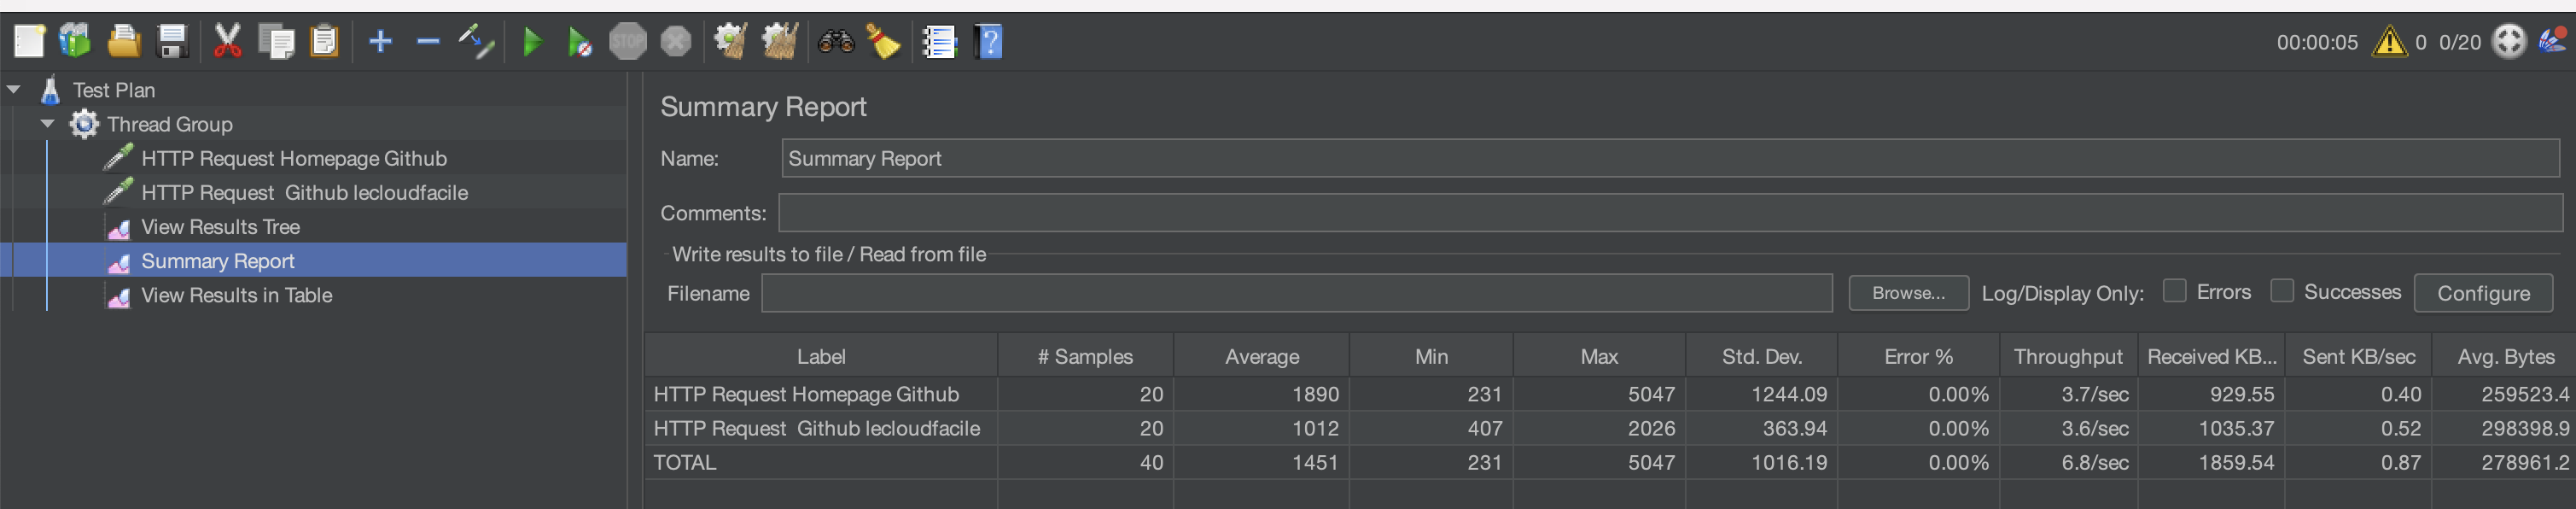 STOP
00:00:05 0 0/20
Test Plan
Thread Group
HTTP Request Homepage Github
HTTP Request  Github lecloudfacile
View Results Tree
Summary Report
View Results in Table
Summary Report
Name: Summary Report
Comments:
Write results to file / Read from file
Filename Browse... Log/Display Only: Errors Successes Configure
Label # Samples Average Min Max Std. Dev. Error % Throughput Received KB... Sent KB/sec Avg. Bytes
HTTP Request Homepage Github 20 1890 231 5047 1244.09 0.00% 3.7/sec 929.55 0.40 259523.4
HTTP Request  Github lecloudfacile 20 1012 407 2026 363.94 0.00% 3.6/sec 1035.37 0.52 298398.9
TOTAL 40 1451 231 5047 1016.19 0.00% 6.8/sec 1859.54 0.87 278961.2